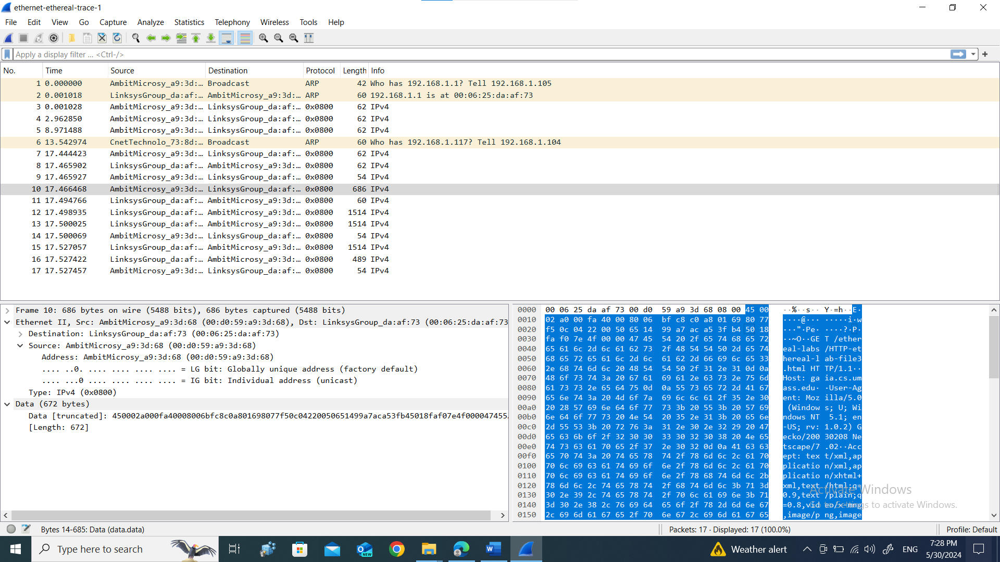 ethernet-ethereal-trace-1
File Edit View Go Capture Analyze Statistics Telephony Wireless Tools Help
Apply a display filter … <Ctrl-/>
No. Time Source Destination Protocol Length Info
1 0.000000 AmbitMicrosy_a9:3d:… Broadcast ARP 42 Who has 192.168.1.1? Tell 192.168.1.105
2 0.001018 LinksysGroup_da:af:… AmbitMicrosy_a9:3d:… ARP 60 192.168.1.1 is at 00:06:25:da:af:73
3 0.001028 AmbitMicrosy_a9:3d:… LinksysGroup_da:af:… 0x0800 62 IPv4
4 2.962850 AmbitMicrosy_a9:3d:… LinksysGroup_da:af:… 0x0800 62 IPv4
5 8.971488 AmbitMicrosy_a9:3d:… LinksysGroup_da:af:… 0x0800 62 IPv4
6 13.542974 CnetTechnolo_73:8d:… Broadcast ARP 60 Who has 192.168.1.117? Tell 192.168.1.104
7 17.444423 AmbitMicrosy_a9:3d:… LinksysGroup_da:af:… 0x0800 62 IPv4
8 17.465902 LinksysGroup_da:af:… AmbitMicrosy_a9:3d:… 0x0800 62 IPv4
9 17.465927 AmbitMicrosy_a9:3d:… LinksysGroup_da:af:… 0x0800 54 IPv4
10 17.466468 AmbitMicrosy_a9:3d:… LinksysGroup_da:af:… 0x0800 686 IPv4
11 17.494766 LinksysGroup_da:af:… AmbitMicrosy_a9:3d:… 0x0800 60 IPv4
12 17.498935 LinksysGroup_da:af:… AmbitMicrosy_a9:3d:… 0x0800 1514 IPv4
13 17.500025 LinksysGroup_da:af:… AmbitMicrosy_a9:3d:… 0x0800 1514 IPv4
14 17.500069 AmbitMicrosy_a9:3d:… LinksysGroup_da:af:… 0x0800 54 IPv4
15 17.527057 LinksysGroup_da:af:… AmbitMicrosy_a9:3d:… 0x0800 1514 IPv4
16 17.527422 LinksysGroup_da:af:… AmbitMicrosy_a9:3d:… 0x0800 489 IPv4
17 17.527457 AmbitMicrosy_a9:3d:… LinksysGroup_da:af:… 0x0800 54 IPv4
Frame 10: 686 bytes on wire (5488 bits), 686 bytes captured (5488 bits)
Ethernet II, Src: AmbitMicrosy_a9:3d:68 (00:d0:59:a9:3d:68), Dst: LinksysGroup_da:af:73 (00:06:25:da:af:73
Destination: LinksysGroup_da:af:73 (00:06:25:da:af:73)
Source: AmbitMicrosy_a9:3d:68 (00:d0:59:a9:3d:68)
Address: AmbitMicrosy_a9:3d:68 (00:d0:59:a9:3d:68)
.... ..0. .... .... .... .... = LG bit: Globally unique address (factory default)
.... ...0 .... .... .... .... = IG bit: Individual address (unicast)
Type: IPv4 (0x0800)
Data (672 bytes)
Data [truncated]: 450002a000fa40008006bfc8c0a801698077f50c04220050651499a7aca53fb45018faf07e4f000047455
[Length: 672]
0000 00 06 25 da af 73 00 d0 59 a9 3d 68 08 00 45 00 ··%··s·· Y·=h··E·
0010 02 a0 00 fa 40 00 80 06 bf c8 c0 a8 01 69 80 77 ····@··· ·····i·w
0020 f5 0c 04 22 00 50 65 14 99 a7 ac a5 3f b4 50 18 ···"·Pe· ····?·P·
0030 fa f0 7e 4f 00 00 47 45 54 20 2f 65 74 68 65 72 ··~O··GE T /ether
0040 65 61 6c 2d 6c 61 62 73 2f 48 54 54 50 2d 65 74 eal-labs /HTTP-et
0050 68 65 72 65 61 6c 2d 6c 61 62 2d 66 69 6c 65 33 hereal-l ab-file3
0060 2e 68 74 6d 6c 20 48 54 54 50 2f 31 2e 31 0d 0a .html HT TP/1.1··
0070 48 6f 73 74 3a 20 67 61 69 61 2e 63 73 2e 75 6d Host: ga ia.cs.um
0080 61 73 73 2e 65 64 75 0d 0a 55 73 65 72 2d 41 67 ass.edu· ·User-Ag
0090 65 6e 74 3a 20 4d 6f 7a 69 6c 6c 61 2f 35 2e 30 ent: Moz illa/5.0
00a0 20 28 57 69 6e 64 6f 77 73 3b 20 55 3b 20 57 69 (Window s; U; Wi
00b0 6e 64 6f 77 73 20 4e 54 20 35 2e 31 3b 20 65 6e ndows NT 5.1; en
00c0 2d 55 53 3b 20 72 76 3a 31 2e 30 2e 32 29 20 47 -US; rv: 1.0.2) G
00d0 65 63 6b 6f 2f 32 30 30 33 30 32 30 38 20 4e 65 ecko/200 30208 Ne
00e0 74 73 63 61 70 65 2f 37 2e 30 32 0d 0a 41 63 63 tscape/7 .02··Acc
00f0 65 70 74 3a 20 74 65 78 74 2f 78 6d 6c 2c 61 70 ept: tex t/xml,ap
0100 70 6c 69 63 61 74 69 6f 6e 2f 78 6d 6c 2c 61 70 plicatio n/xml,ap
0110 70 6c 69 63 61 74 69 6f 6e 2f 78 68 74 6d 6c 2b plicatio n/xhtml+
0120 78 6d 6c 2c 74 65 78 74 2f 68 74 6d 6c 3b 71 3d xml,text /html;q=
0130 30 2e 39 2c 74 65 78 74 2f 70 6c 61 69 6e 3b 71 0.9,text /plain;q
0140 3d 30 2e 38 2c 76 69 64 65 6f 2f 78 2d 6d 6e 67 =0.8,vid eo/x-mng
0150 2c 69 6d 61 67 65 2f 70 6e 67 2c 69 6d 61 67 65 ,image/p ng,image
Activate Windows
Go to Settings to activate Windows.
Bytes 14-685: Data (data.data)
Packets: 17 · Displayed: 17 (100.0%)
Profile: Default
Type here to search
NEW
Weather alert
ENG
7:28 PM
5/30/2024